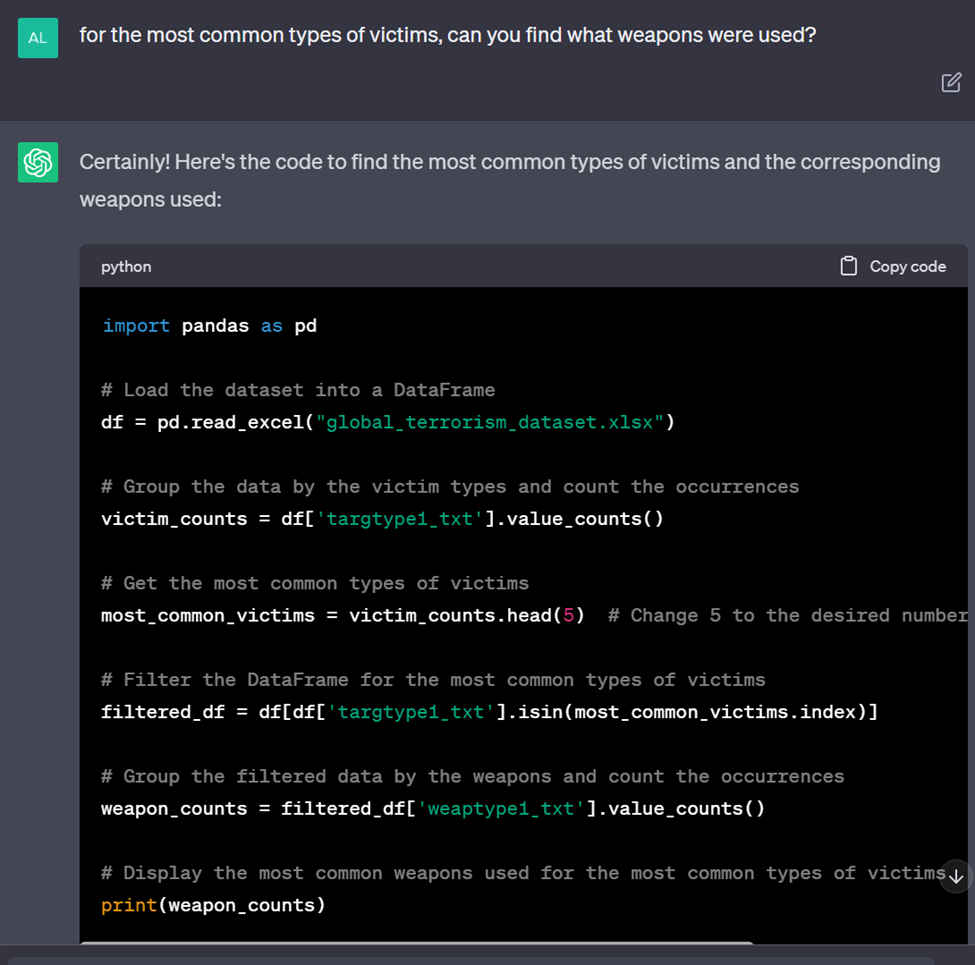 AL
for the most common types of victims, can you find what weapons were used?
Certainly! Here's the code to find the most common types of victims and the corresponding
weapons used:
python
Copy code
import pandas as pd
# Load the dataset into a DataFrame
df = pd.read_excel("global_terrorism_dataset.xlsx")
# Group the data by the victim types and count the occurrences
victim_counts = df['targtype1_txt'].value_counts()
# Get the most common types of victims
most_common_victims = victim_counts.head(5)  # Change 5 to the desired number
# Filter the DataFrame for the most common types of victims
filtered_df = df[df['targtype1_txt'].isin(most_common_victims.index)]
# Group the filtered data by the weapons and count the occurrences
weapon_counts = filtered_df['weaptype1_txt'].value_counts()
# Display the most common weapons used for the most common types of victims
print(weapon_counts)